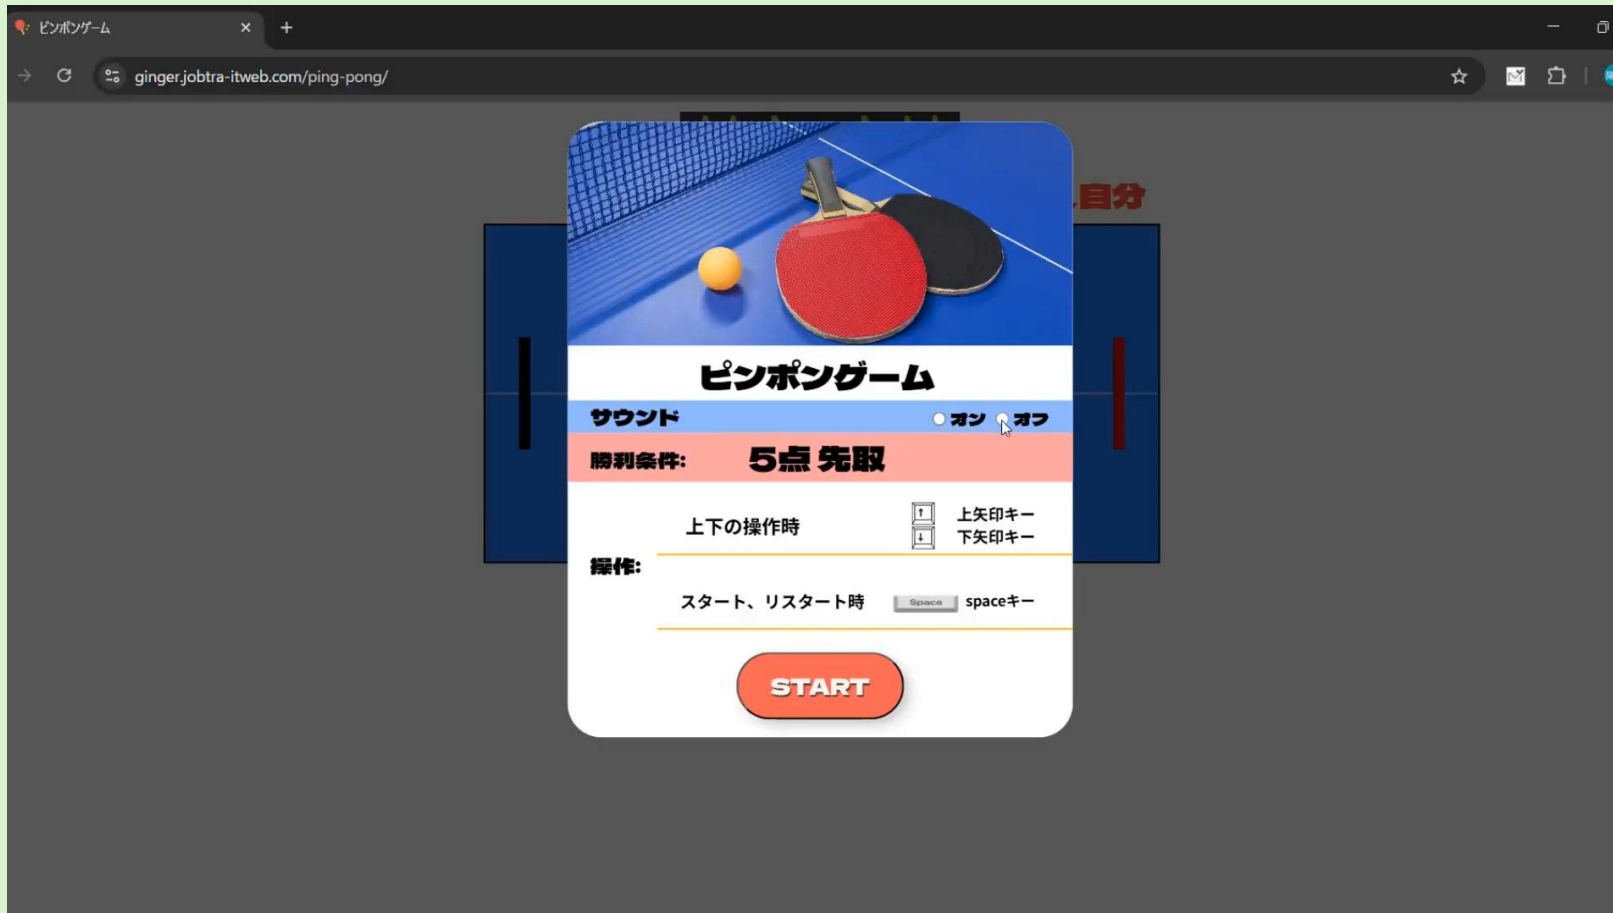 ピンポンゲーム
ginger.jobtra-itweb.com/ping-pong/
自分
ピンポンゲーム
サウンド オン オフ
勝利条件: 5点 先取
上下の操作時 ↑ 上矢印キー
↓ 下矢印キー
操作:
スタート、リスタート時 Space spaceキー
START